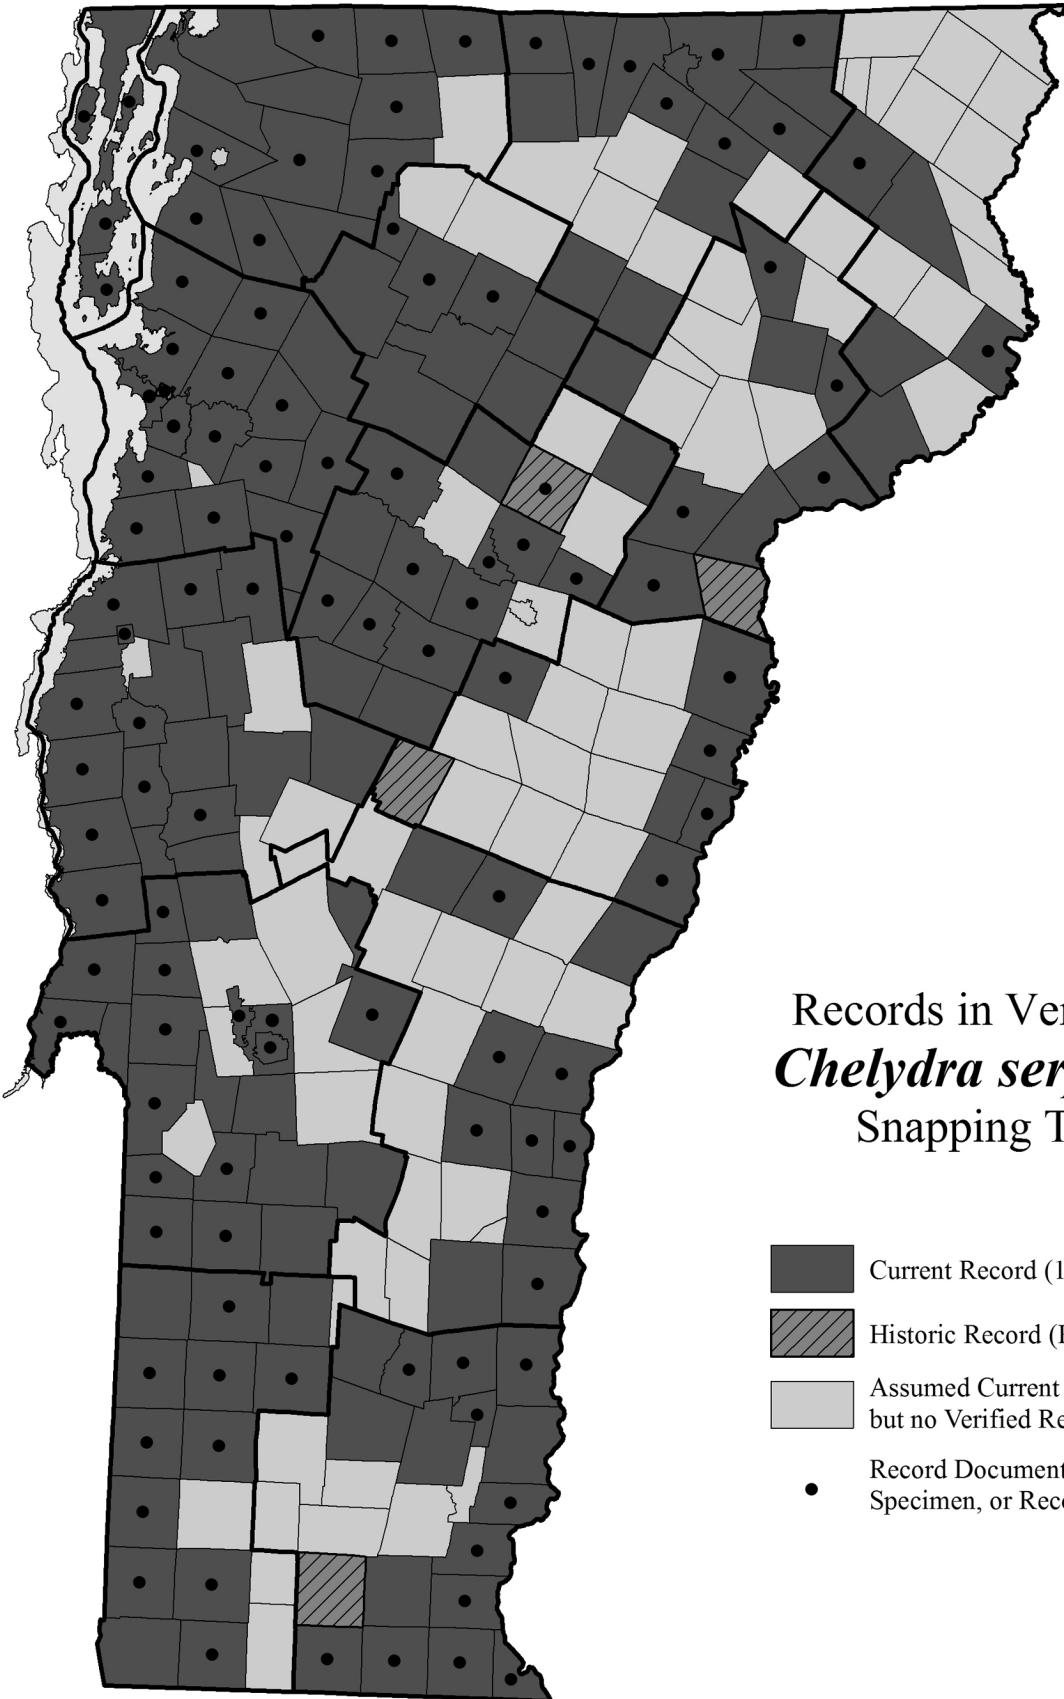 Records in Ver
Chelydra ser
Snapping T
Current Record (1
Historic Record (
Assumed Current
but no Verified Re
Record Document
Specimen, or Reco